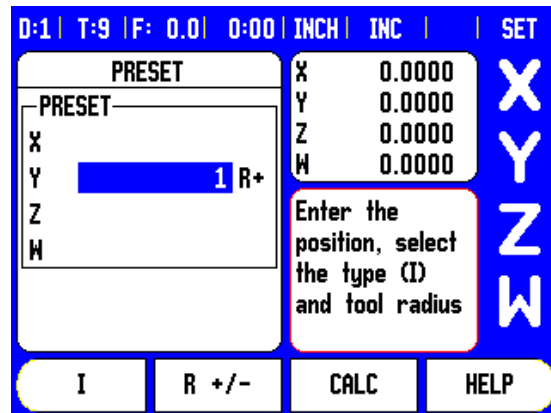 D:1 | T:9 | F: 0.0 | 0:00 | INCH | INC | | SET
PRESET
PRESET
X
Y 1 R+
Z
W
X 0.0000
Y 0.0000
Z 0.0000
W 0.0000
Enter the
position, select
the type (I)
and tool radius
X
Y
Z
W
I R +/- CALC HELP